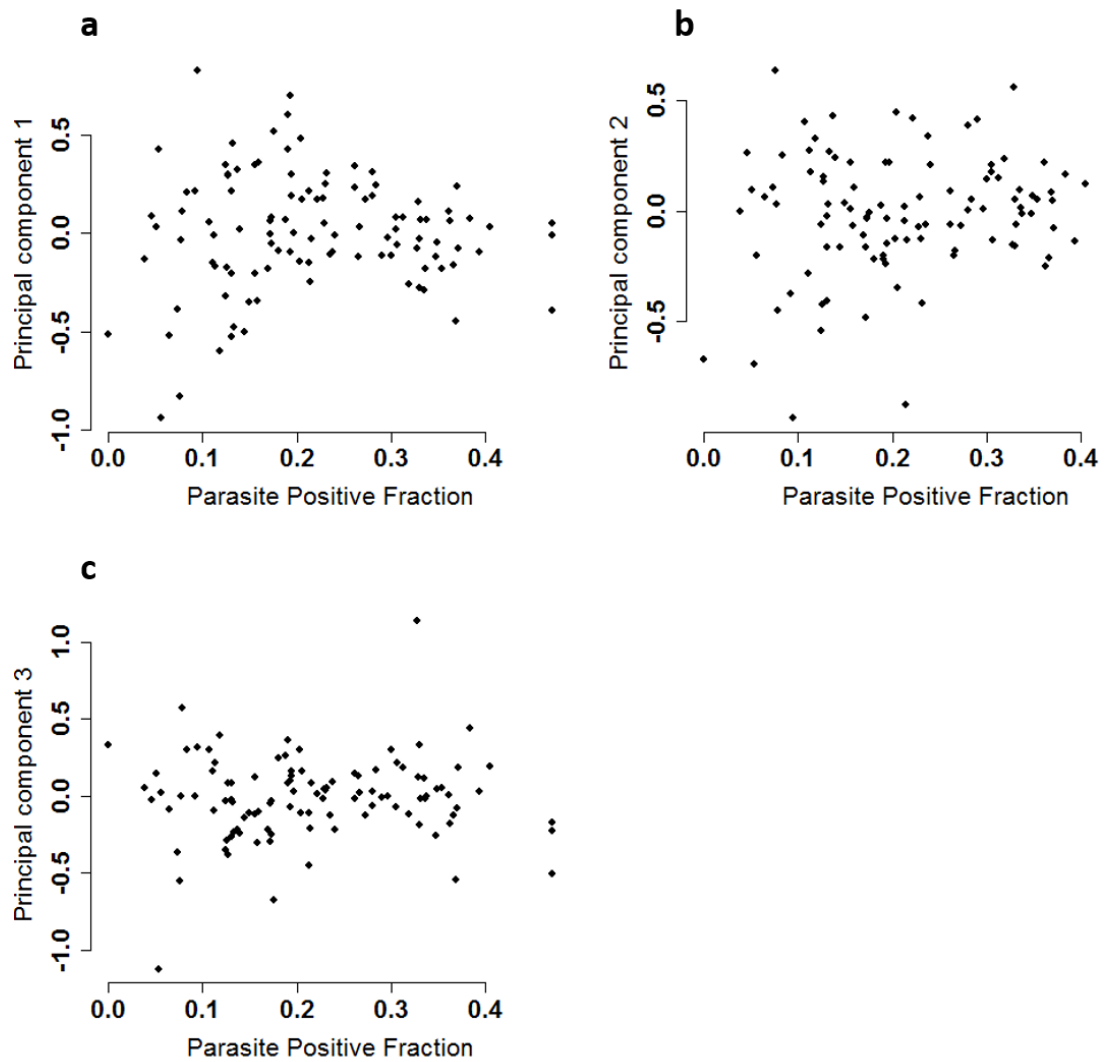 a
Principal component 1
0.5
0.0
-0.5
-1.0
0.0 0.1 0.2 0.3 0.4
Parasite Positive Fraction
b
Principal component 2
0.5
0.0
-0.5
0.0 0.1 0.2 0.3 0.4
Parasite Positive Fraction
c
Principal component 3
1.0
0.5
0.0
-0.5
-1.0
0.0 0.1 0.2 0.3 0.4
Parasite Positive Fraction